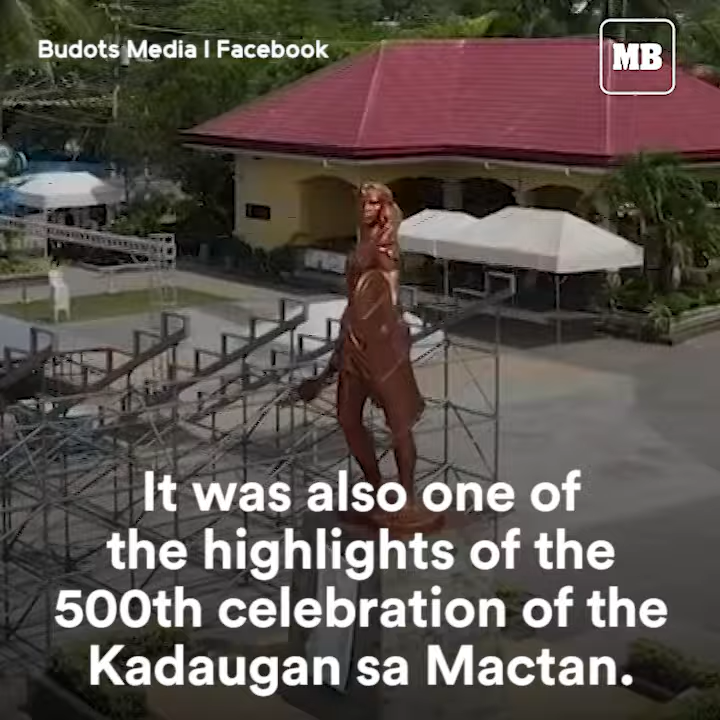 Budots Media | Facebook
MB
It was also one of
the highlights of the
500th celebration of the
Kadaugan sa Mactan.